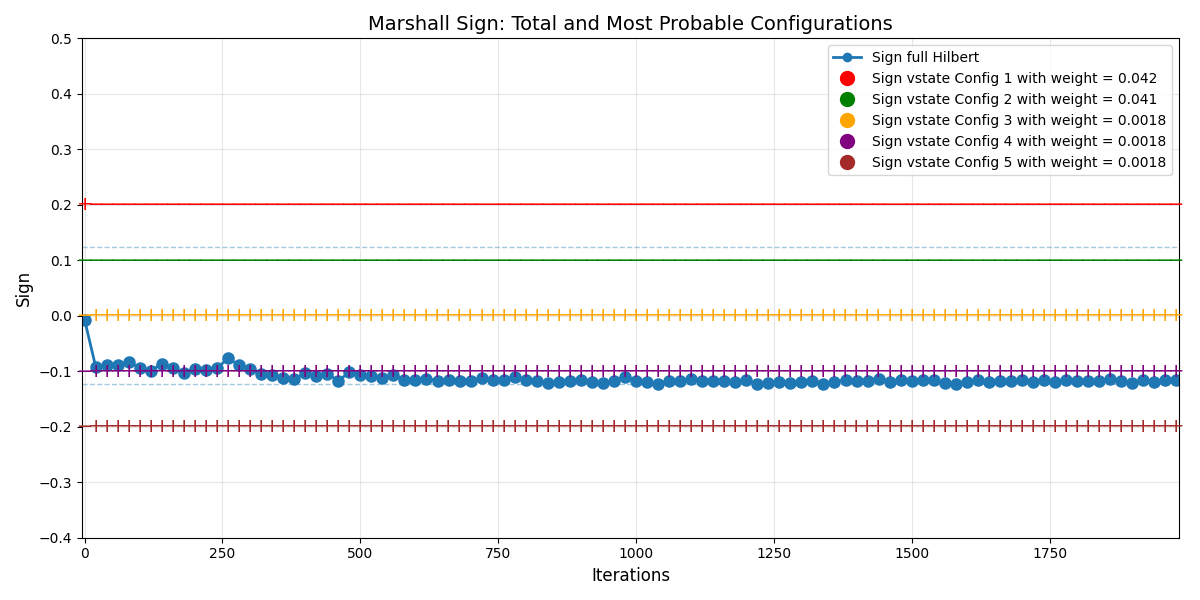 Marshall Sign: Total and Most Probable Configurations
Sign full Hilbert
Sign vstate Config 1 with weight = 0.042
Sign vstate Config 2 with weight = 0.041
Sign vstate Config 3 with weight = 0.0018
Sign vstate Config 4 with weight = 0.0018
Sign vstate Config 5 with weight = 0.0018
0.5
0.4
0.3
0.2
0.1
0.0
−0.1
−0.2
−0.3
−0.4
Sign
0 250 500 750 1000 1250 1500 1750
Iterations